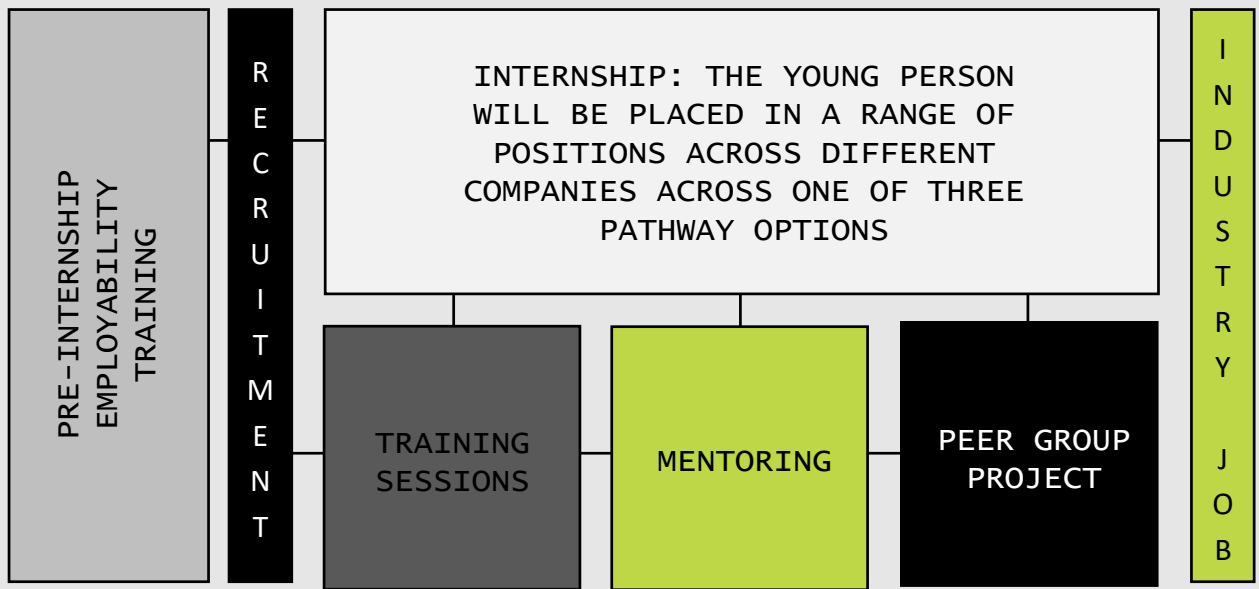 PRE-INTERNSHIP
EMPLOYABILITY
TRAINING
RECRUITMENT
INTERNSHIP: THE YOUNG PERSON
WILL BE PLACED IN A RANGE OF
POSITIONS ACROSS DIFFERENT
COMPANIES ACROSS ONE OF THREE
PATHWAY OPTIONS
TRAINING
SESSIONS
MENTORING
PEER GROUP
PROJECT
INDUSTRY JOB